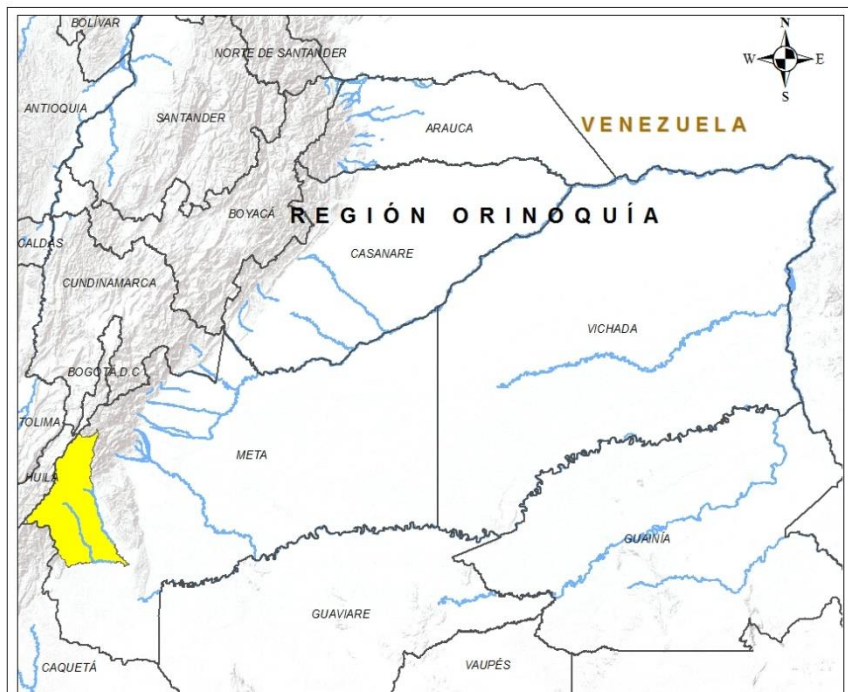 BOLÍVAR
N
NORTE DE SANTANDER
W E
S
ANTIOQUIA
SANTANDER
ARAUCA
VENEZUELA
BOYACÁ
REGIÓN ORINOQUÍA
CALDAS
CASANARE
CUNDINAMARCA
VICHADA
BOGOTÁ D.C
TOLIMA
META
HUILA
GUAINÍA
GUAVIARE
CAQUETÁ
VAUPÉS